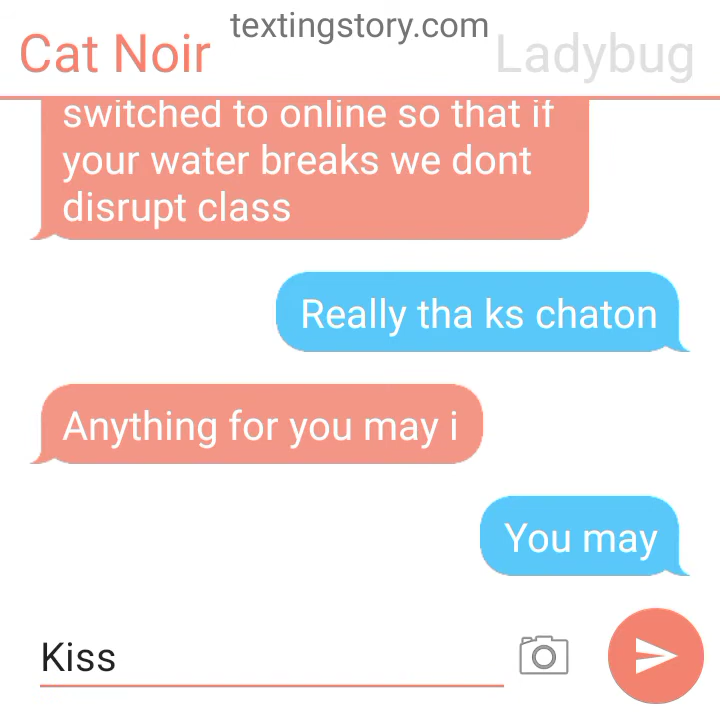 textingstory.com
Cat Noir
Ladybug
switched to online so that if
your water breaks we dont
disrupt class
Really tha ks chaton
Anything for you may i
You may
Kiss